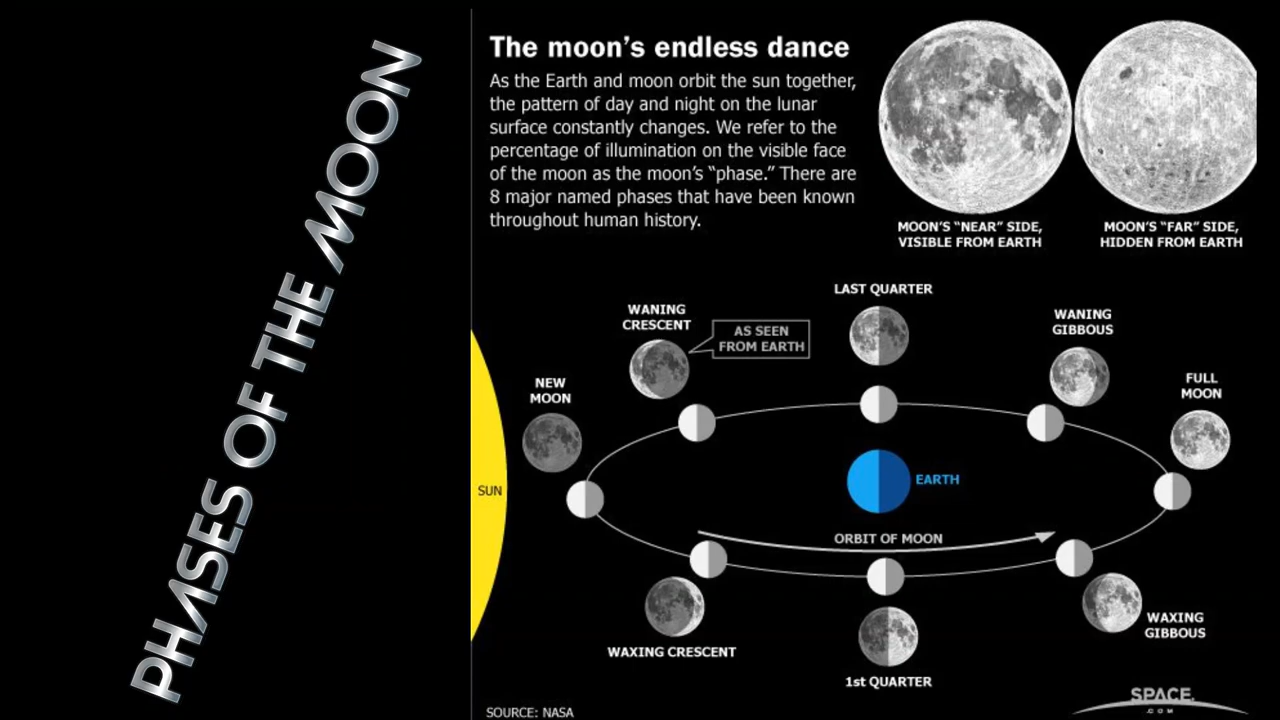 PHASES OF THE MOON
The moon's endless dance
As the Earth and moon orbit the sun together,
the pattern of day and night on the lunar
surface constantly changes. We refer to the
percentage of illumination on the visible face
of the moon as the moon's "phase." There are
8 major named phases that have been known
throughout human history.
MOON'S "NEAR" SIDE,
VISIBLE FROM EARTH
MOON'S "FAR" SIDE,
HIDDEN FROM EARTH
LAST QUARTER
WANING
CRESCENT
AS SEEN
FROM EARTH
WANING
GIBBOUS
NEW
MOON
FULL
MOON
SUN
EARTH
ORBIT OF MOON
WAXING CRESCENT
1st QUARTER
WAXING
GIBBOUS
SOURCE: NASA
SPACE
.COM